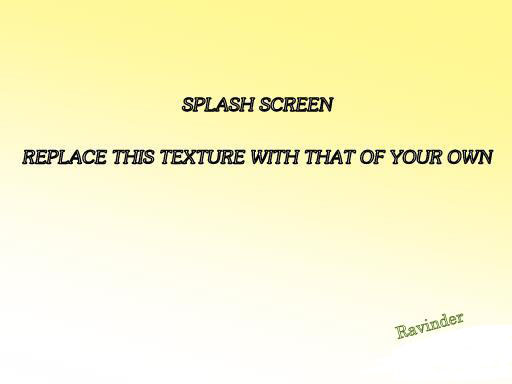 SPLASH SCREEN
REPLACE THIS TEXTURE WITH THAT OF YOUR OWN
Ravinder